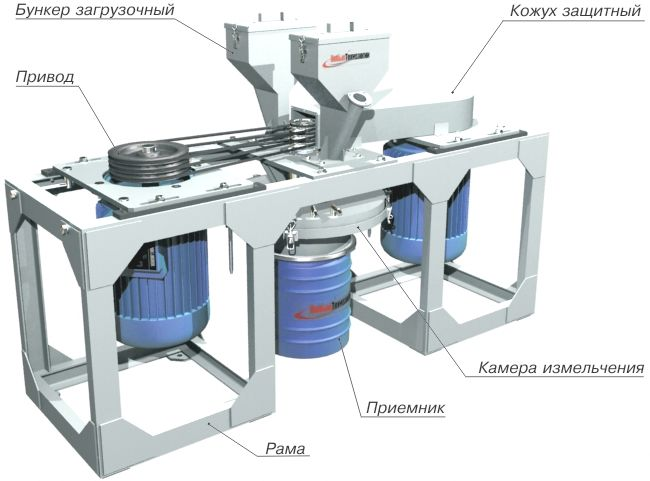 Бункер загрузочный
Кожух защитный
Привод
Камера измельчения
Приемник
Рама